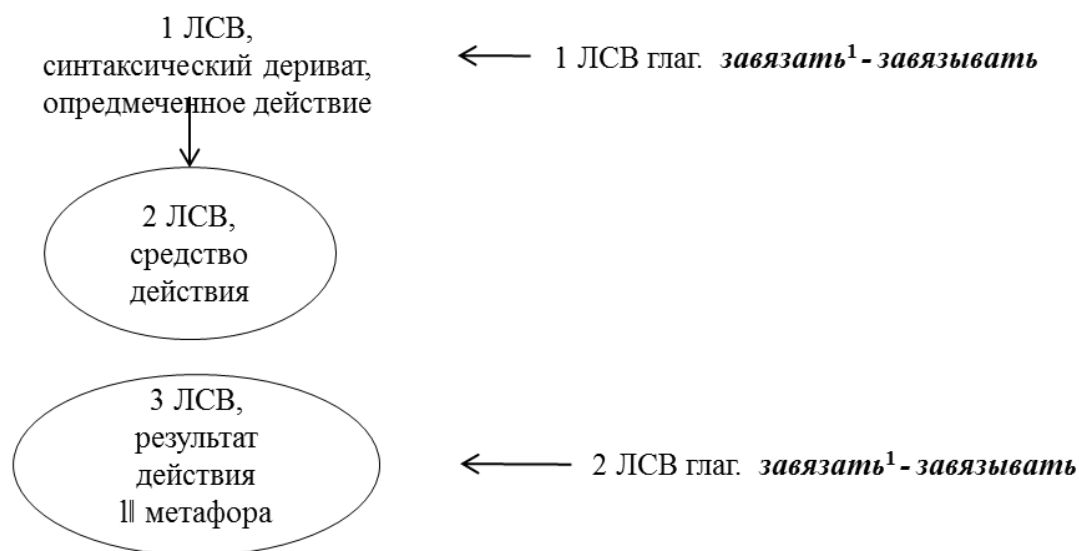 1 ЛСВ,
синтаксический дериват,
опредмеченное действие
1 ЛСВ глаг. завязать¹ - завязывать
2 ЛСВ,
средство
действия
3 ЛСВ,
результат
действия
1‖ метафора
2 ЛСВ глаг. завязать¹ - завязывать